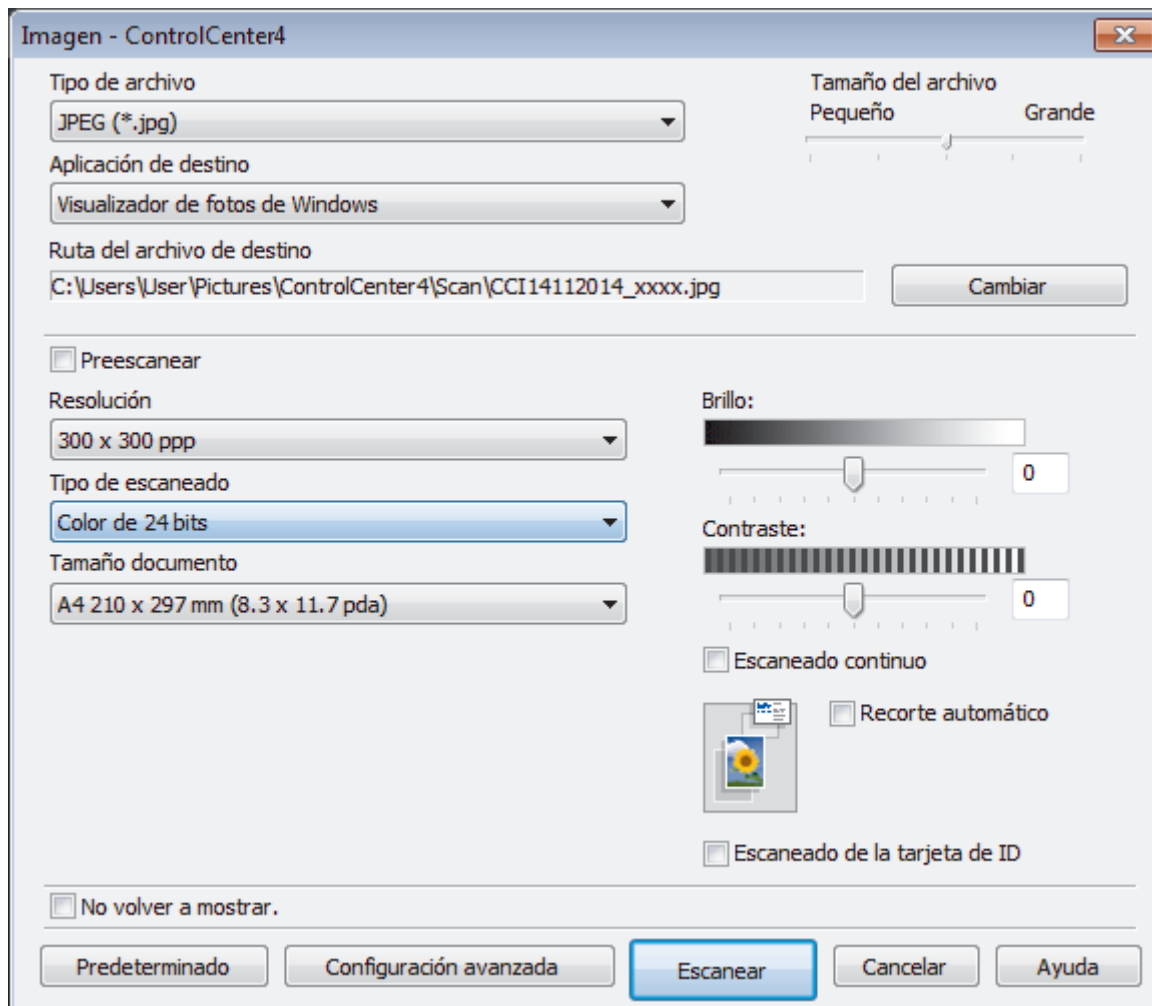 Imagen - ControlCenter4
Tipo de archivo
JPEG (*.jpg)
Tamaño del archivo
Pequeño Grande
Aplicación de destino
Visualizador de fotos de Windows
Ruta del archivo de destino
C:\Users\User\Pictures\ControlCenter4\Scan\CCI14112014_xxxx.jpg
Cambiar
Preescanear
Resolución
300 x 300 ppp
Tipo de escaneado
Color de 24 bits
Tamaño documento
A4 210 x 297 mm (8.3 x 11.7 pda)
Brillo:
0
Contraste:
0
Escaneado continuo
Recorte automático
Escaneado de la tarjeta de ID
No volver a mostrar.
Predeterminado Configuración avanzada Escanear Cancelar Ayuda